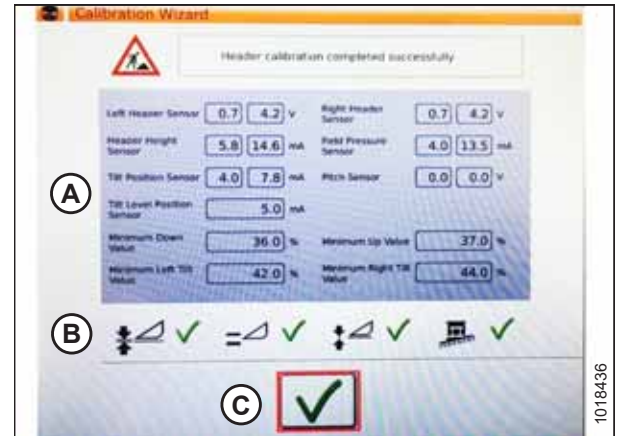 Calibration Wizard
Header calibration completed successfully
Left Header Sensor 0.7 4.2 v Right Header Sensor 0.7 4.2 v
Header Height Sensor 5.8 14.6 mA Field Pressure Sensor 4.0 13.5 mA
Tilt Position Sensor 4.0 7.8 mA Pitch Sensor 0.0 0.0 v
Tilt Level Position Sensor 5.0 mA
Minimum Down Value 36.0 % Minimum Up Value 37.0 %
Minimum Left Tilt Value 42.0 % Minimum Right Tilt Value 44.0 %
A
B
C
1018436